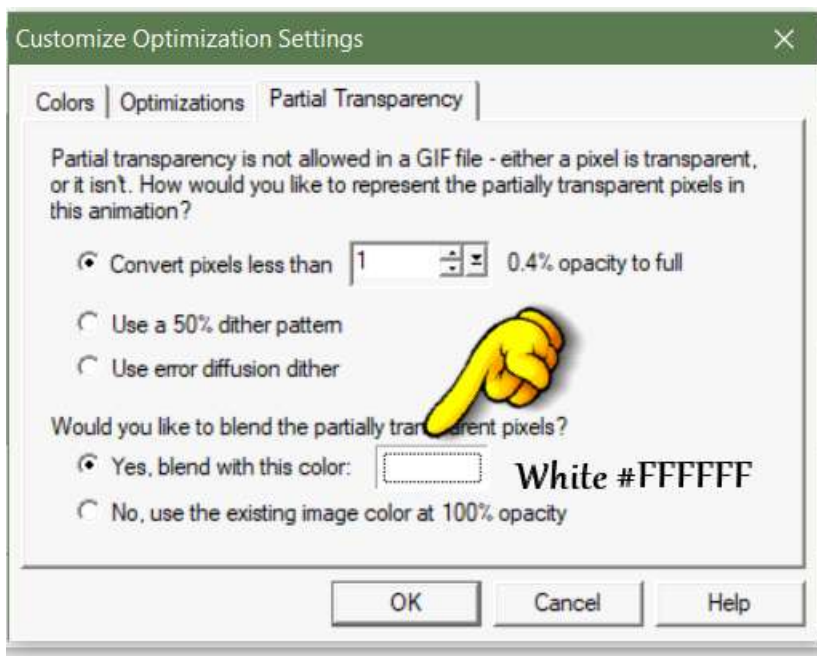 Customize Optimization Settings
Colors Optimizations Partial Transparency
Partial transparency is not allowed in a GIF file - either a pixel is transparent,
or it isn't. How would you like to represent the partially transparent pixels in
this animation?
Convert pixels less than 1 0.4% opacity to full
Use a 50% dither pattern
Use error diffusion dither
Would you like to blend the partially transparent pixels?
Yes, blend with this color: White #FFFFFF
No, use the existing image color at 100% opacity
OK Cancel Help